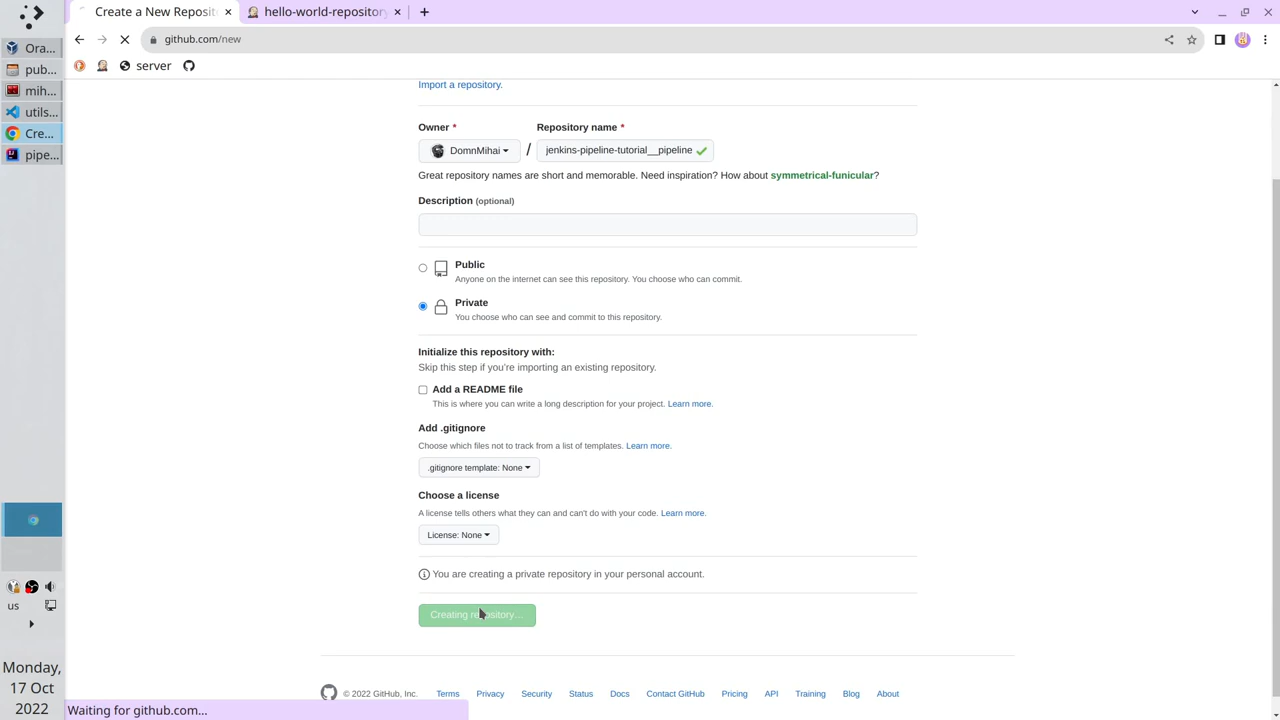 Create a New Reposit
hello-world-repository
github.com/new
server
Ora...
pub...
mih...
utils...
Cre...
pipe...
us
Monday,
17 Oct
2022
Import a repository.
Owner *
Repository name *
DomnMihai
/
jenkins-pipeline-tutorial__pipeline
Great repository names are short and memorable. Need inspiration? How about symmetrical-funicular?
Description (optional)
Public
Anyone on the internet can see this repository. You choose who can commit.
Private
You choose who can see and commit to this repository.
Initialize this repository with:
Skip this step if you're importing an existing repository.
Add a README file
This is where you can write a long description for your project. Learn more.
Add .gitignore
Choose which files not to track from a list of templates. Learn more.
.gitignore template: None
Choose a license
A license tells others what they can and can't do with your code. Learn more.
License: None
You are creating a private repository in your personal account.
Creating repository...
© 2022 GitHub, Inc.
Terms
Privacy
Security
Status
Docs
Contact GitHub
Pricing
API
Training
Blog
About
Waiting for github.com...